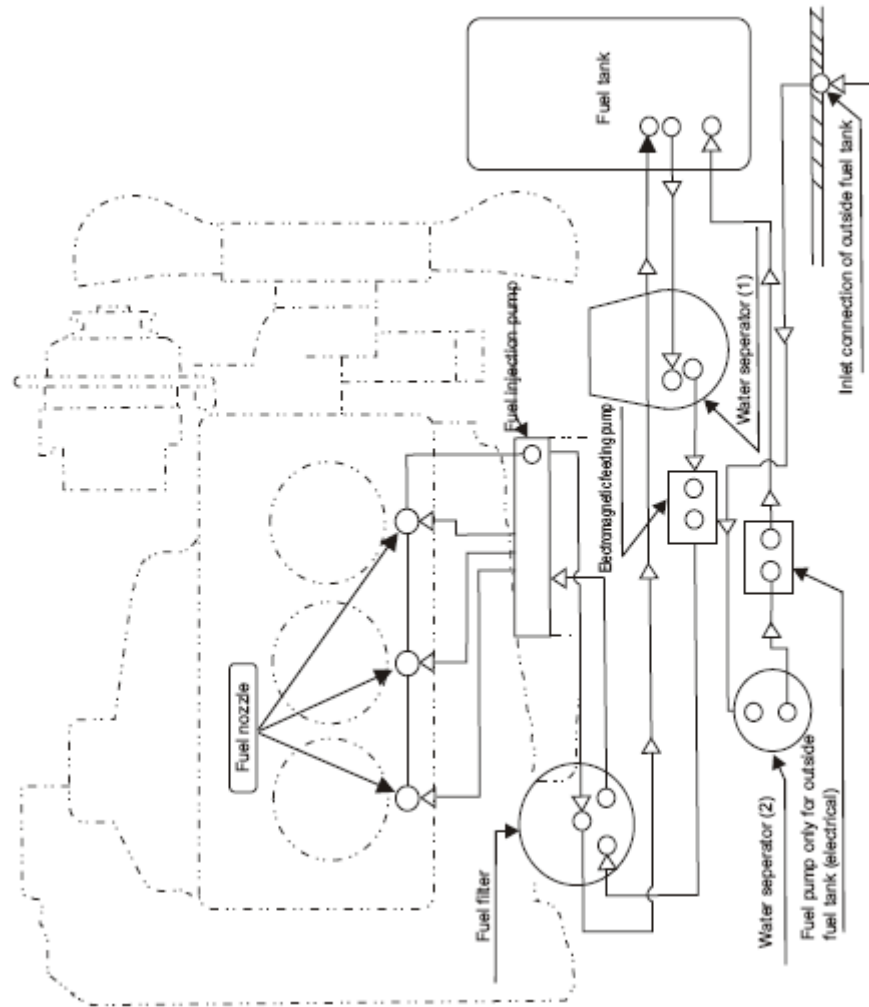 Fuel tank
Fuel injection pump
Electromagnetic feeding pump
Water seperator (1)
Inlet connection of outside fuel tank
Fuel nozzle
Fuel filter
Water seperator (2)
Fuel pump only for outside
fuel tank (electrical)